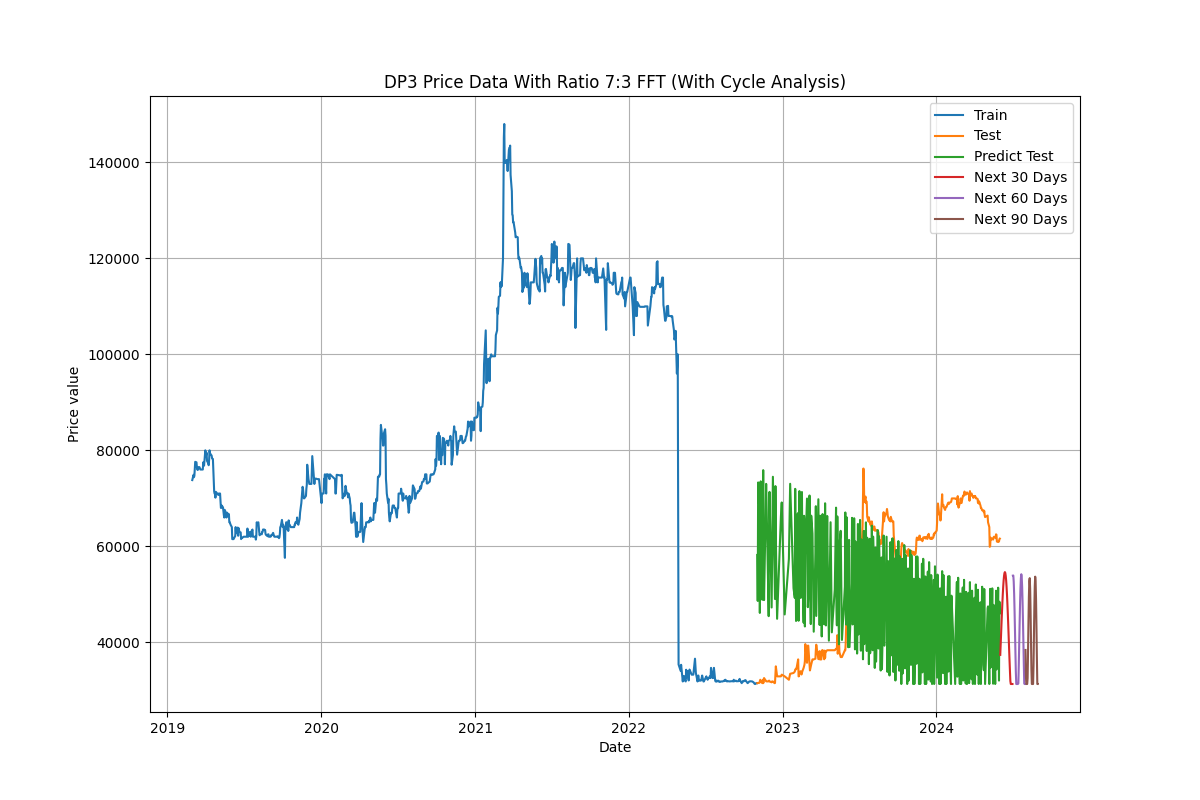 DP3 Price Data With Ratio 7:3 FFT (With Cycle Analysis)
Train
Test
Predict Test
Next 30 Days
Next 60 Days
Next 90 Days
Price value
140000
120000
100000
80000
60000
40000
2019 2020 2021 2022 2023 2024
Date